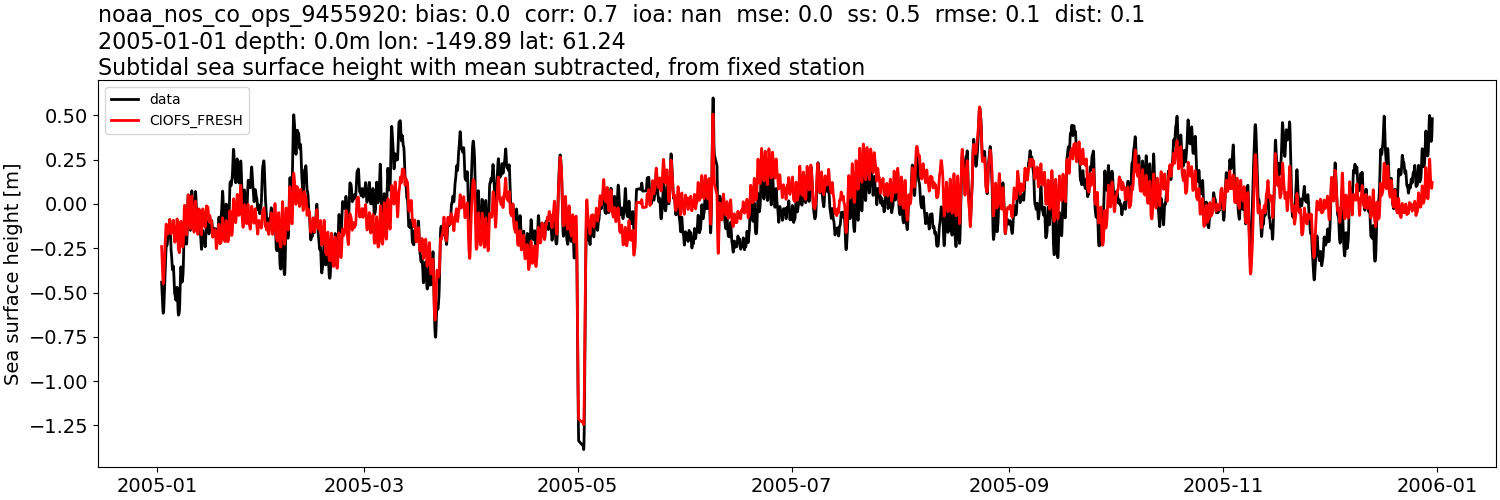 noaa_nos_co_ops_9455920: bias: 0.0  corr: 0.7  ioa: nan  mse: 0.0  ss: 0.5  rmse: 0.1  dist: 0.1
2005-01-01 depth: 0.0m lon: -149.89 lat: 61.24
Subtidal sea surface height with mean subtracted, from fixed station
data
CIOFS_FRESH
Sea surface height [m]
0.50
0.25
0.00
−0.25
−0.50
−0.75
−1.00
−1.25
2005-01
2005-03
2005-05
2005-07
2005-09
2005-11
2006-01